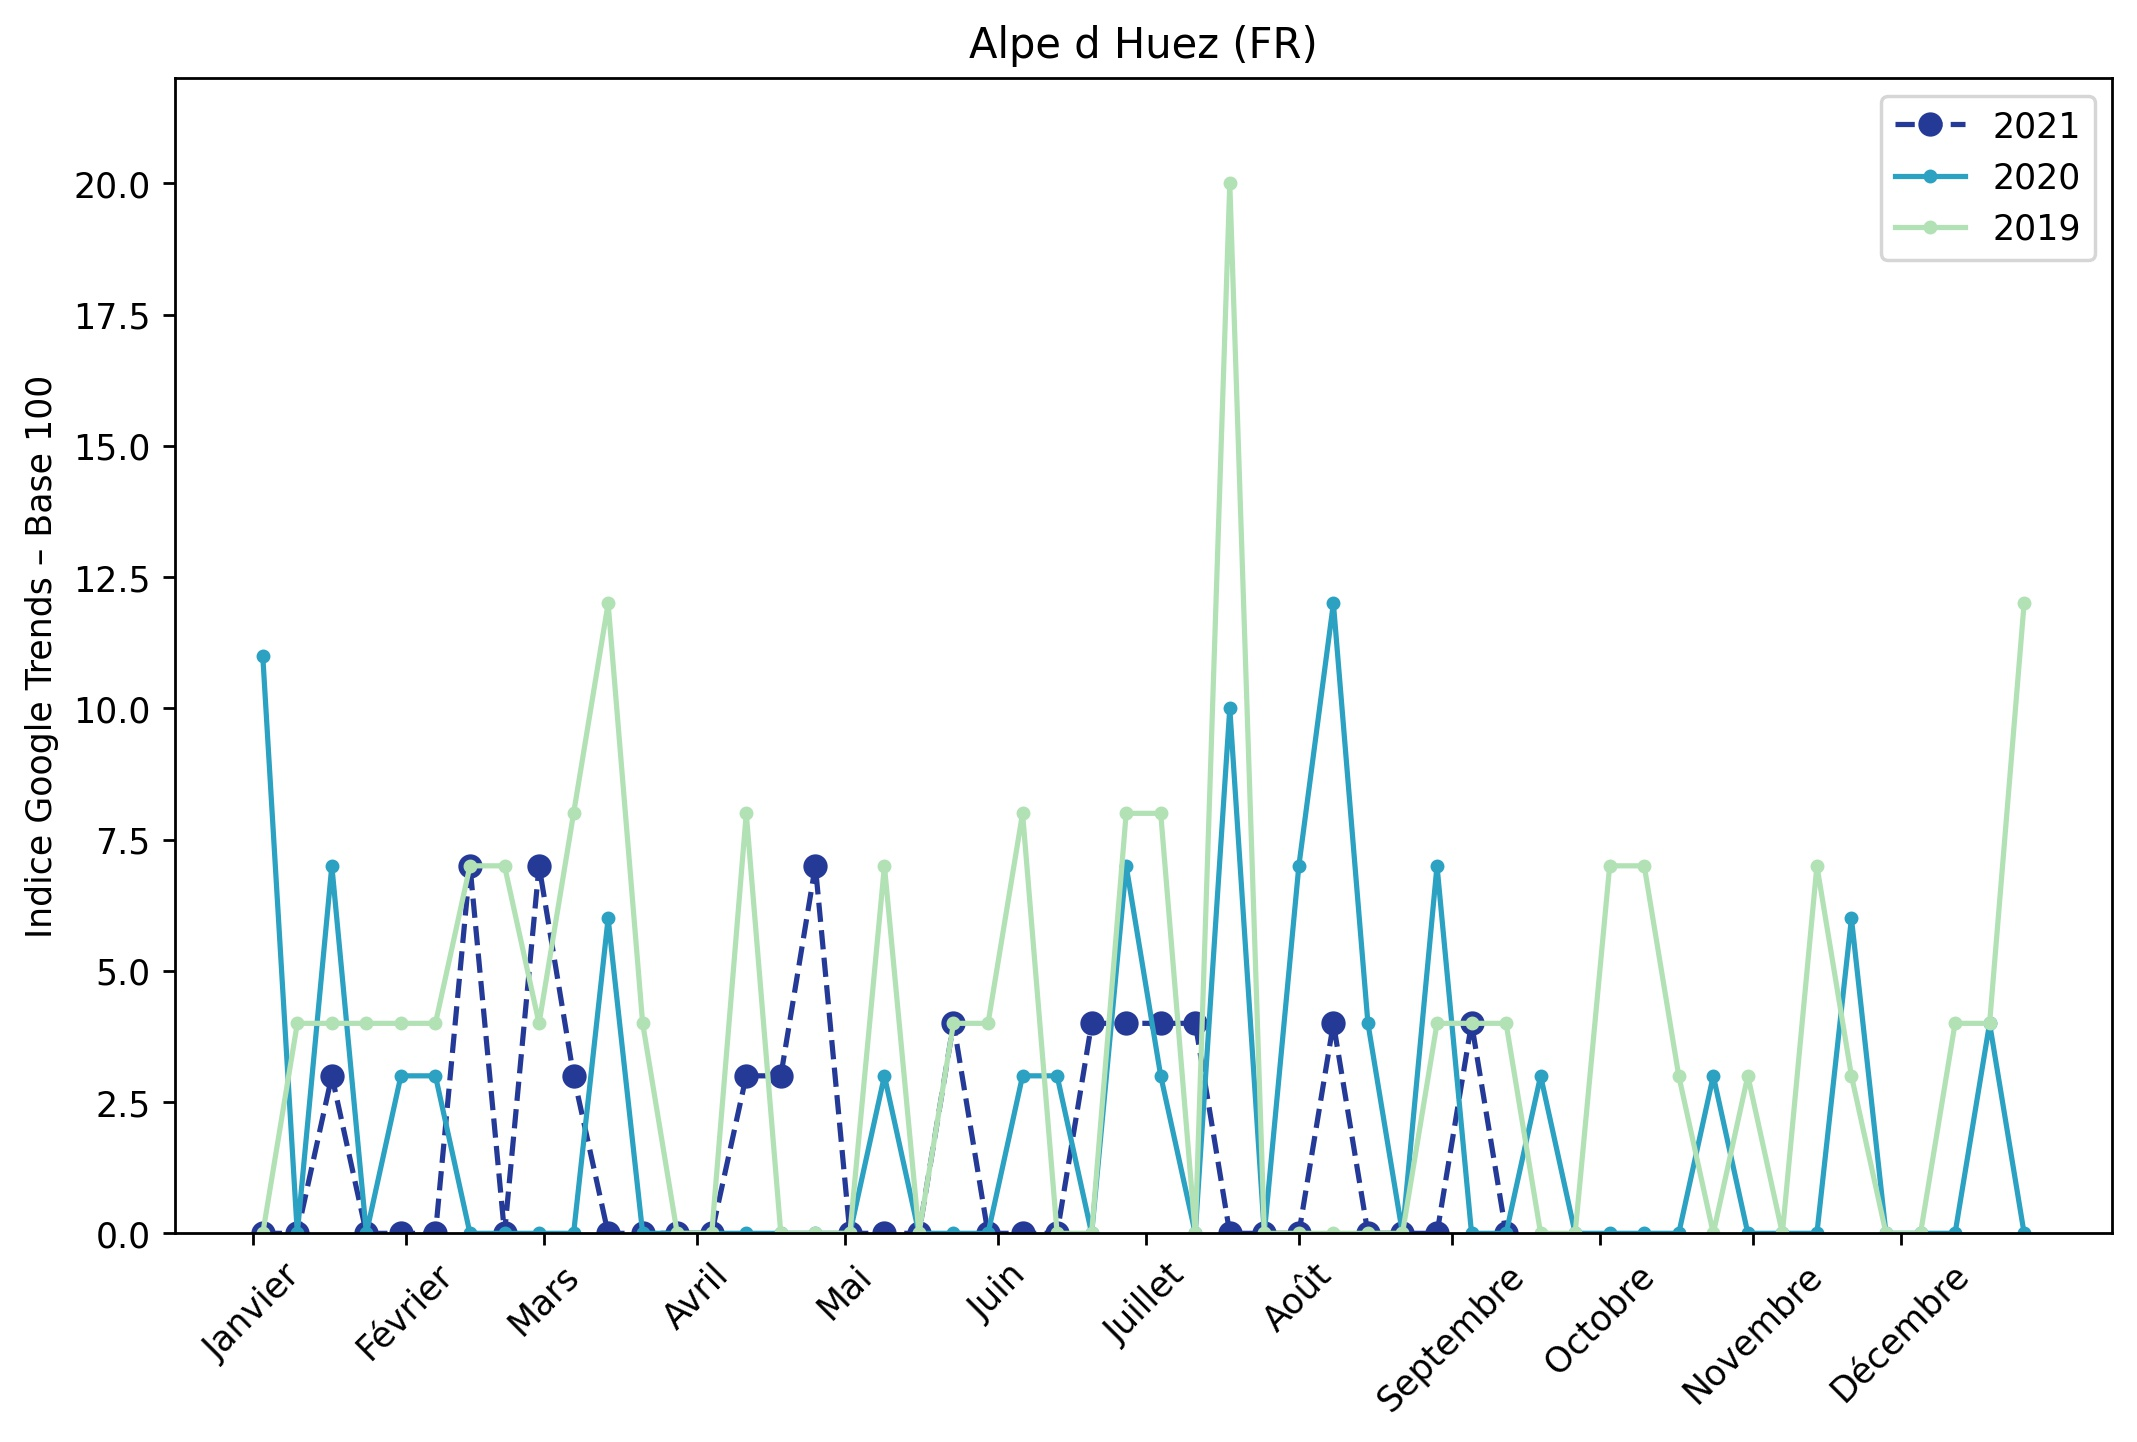 Alpe d Huez (FR)
2021
2020
2019
Indice Google Trends – Base 100
20.0
17.5
15.0
12.5
10.0
7.5
5.0
2.5
0.0
Janvier
Février
Mars
Avril
Mai
Juin
Juillet
Août
Septembre
Octobre
Novembre
Décembre